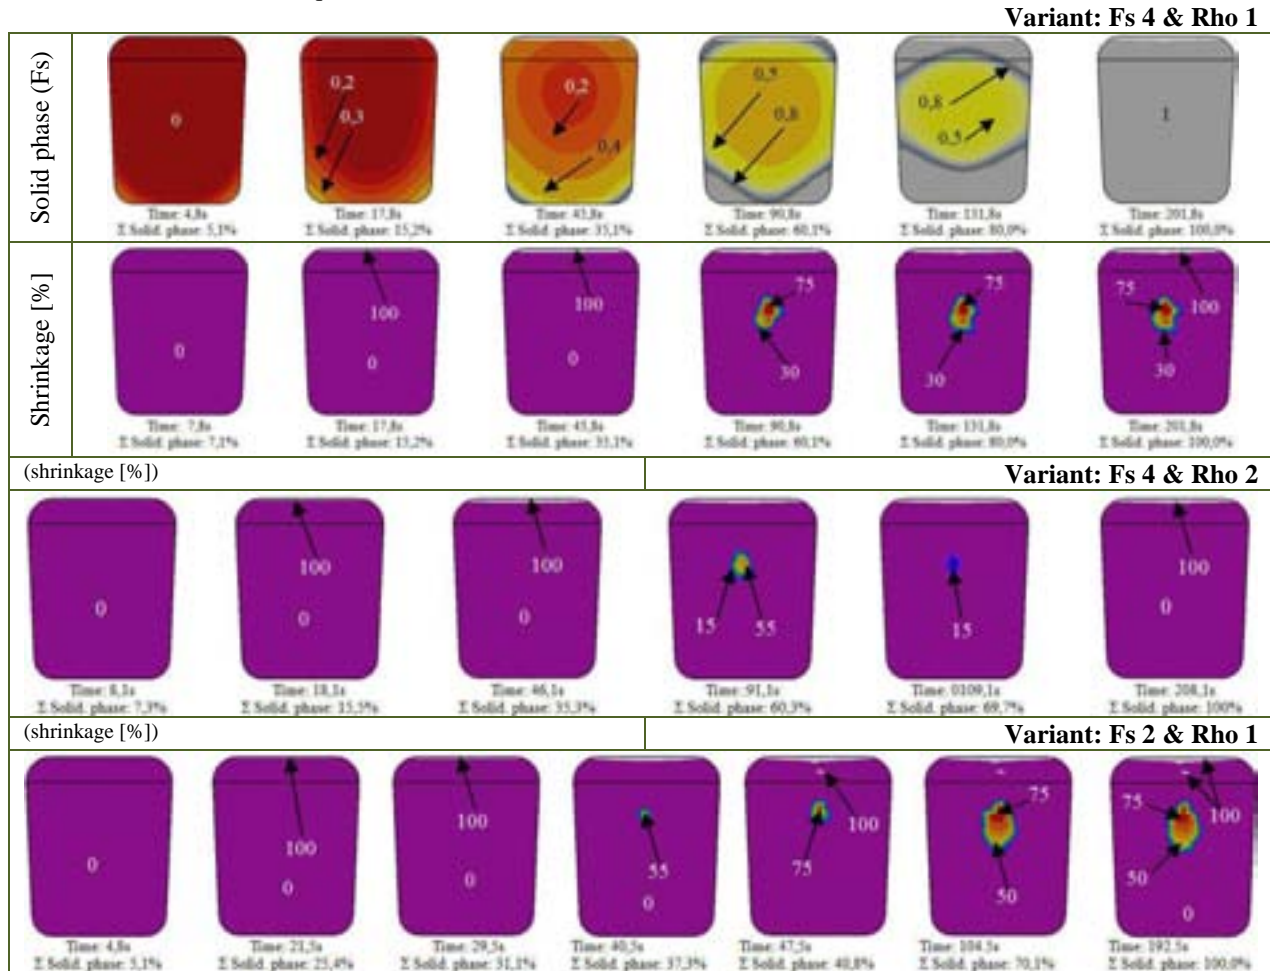 Variant: Fs 4 & Rho 1
Solid phase (Fs)
0
0,2
0,3
0,2
0,4
0,5
0,8
0,8
0,5
1
Time: 4,8s
Σ Solid. phase: 5,1%
Time: 17,8s
Σ Solid. phase: 15,2%
Time: 45,8s
Σ Solid. phase: 35,1%
Time: 90,8s
Σ Solid. phase: 60,1%
Time: 131,8s
Σ Solid. phase: 80,0%
Time: 201,8s
Σ Solid. phase: 100,0%
Shrinkage [%]
0
100
0
100
0
75
30
75
30
75
100
30
Time: 7,8s
Σ Solid. phase: 7,1%
Time: 17,8s
Σ Solid. phase: 15,2%
Time: 45,8s
Σ Solid. phase: 35,1%
Time: 90,8s
Σ Solid. phase: 60,1%
Time: 131,8s
Σ Solid. phase: 80,0%
Time: 201,8s
Σ Solid. phase: 100,0%
(shrinkage [%])
Variant: Fs 4 & Rho 2
0
100
0
100
0
15
55
15
100
0
Time: 8,1s
Σ Solid. phase: 7,3%
Time: 18,1s
Σ Solid. phase: 15,5%
Time: 46,1s
Σ Solid. phase: 35,3%
Time: 91,1s
Σ Solid. phase: 60,3%
Time: 0109,1s
Σ Solid. phase: 69,7%
Time: 208,1s
Σ Solid. phase: 100%
(shrinkage [%])
Variant: Fs 2 & Rho 1
0
100
0
100
0
55
0
100
75
75
50
75
100
50
0
Time: 4,8s
Σ Solid. phase: 5,1%
Time: 21,5s
Σ Solid. phase: 25,4%
Time: 29,5s
Σ Solid. phase: 31,1%
Time: 40,5s
Σ Solid. phase: 37,3%
Time: 47,5s
Σ Solid. phase: 40,8%
Time: 104,5s
Σ Solid. phase: 70,1%
Time: 192,5s
Σ Solid. phase: 100,0%